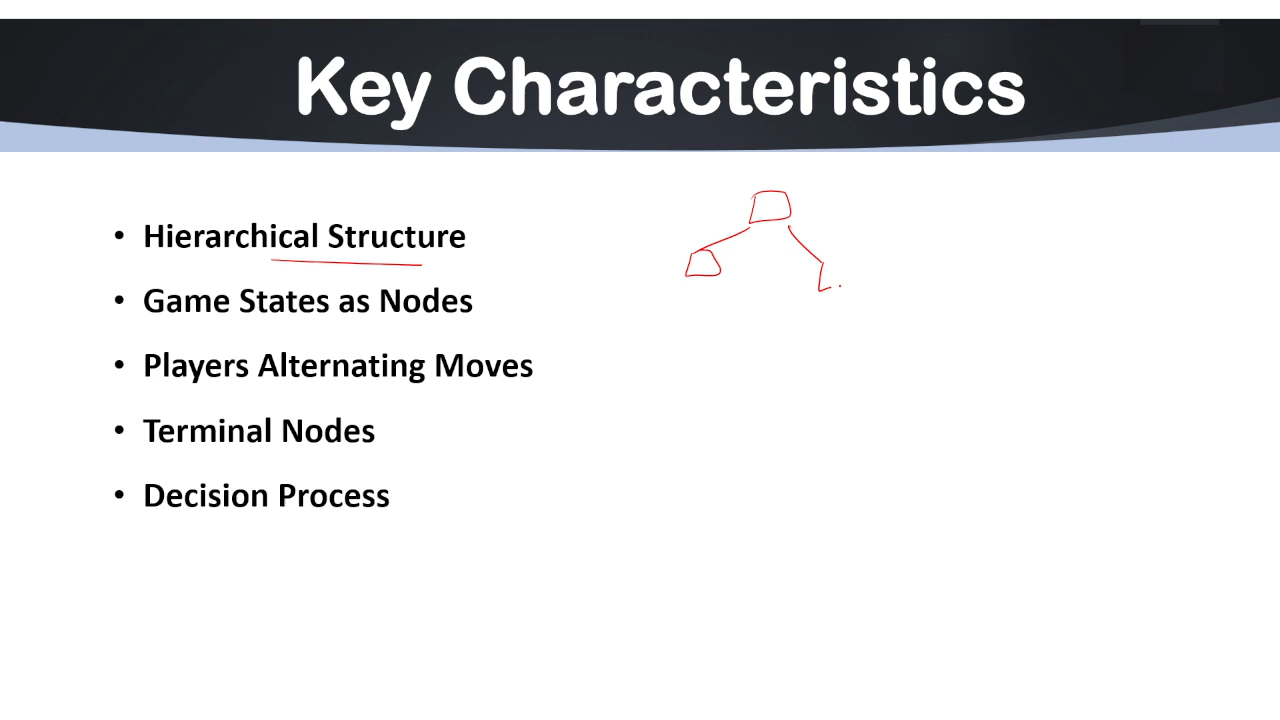 Key Characteristics
• Hierarchical Structure
• Game States as Nodes
• Players Alternating Moves
• Terminal Nodes
• Decision Process